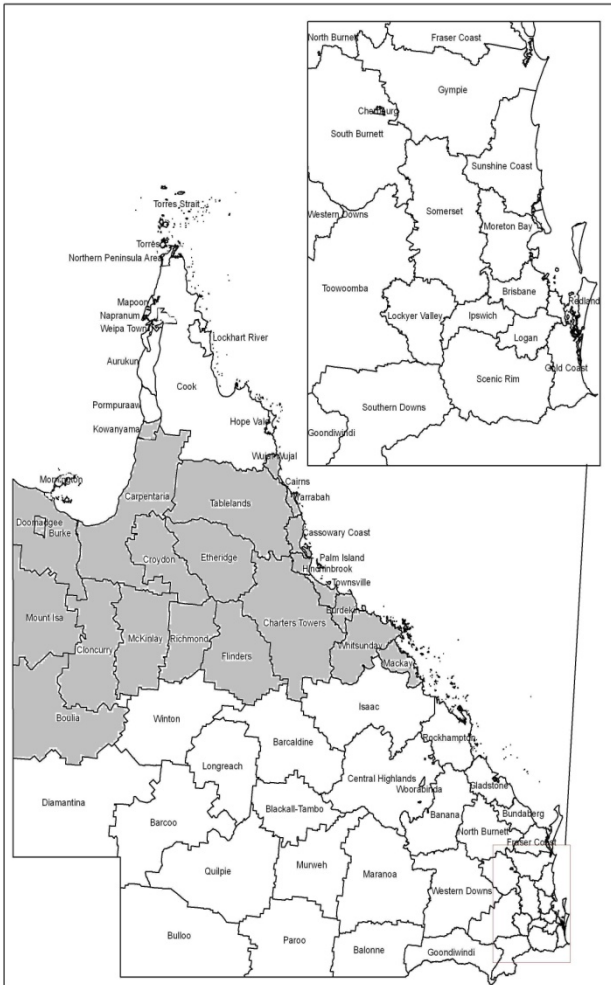 North Burnett
Fraser Coast
Gympie
Cherburg
South Burnett
Sunshine Coast
Western Downs
Somerset
Moreton Bay
Toowoomba
Brisbane
Redland
Lockyer Valley
Ipswich
Logan
Gold Coast
Scenic Rim
Southern Downs
Goondiwindi
Torres Strait
Torres
Northern Peninsula Area
Mapoon
Napranum
Weipa Town
Lockhart River
Aurukun
Cook
Pormpuraaw
Hope Vale
Kowanyama
Wujal Wujal
Mornington
Cairns
Carpentaria
Yarrabah
Tablelands
Doomadgee
Burke
Cassowary Coast
Croydon
Etheridge
Palm Island
Hinchinbrook
Townsville
Burdekin
Mount Isa
Charters Towers
McKinlay
Richmond
Cloncurry
Whitsunday
Flinders
Mackay
Boulia
Isaac
Winton
Barcaldine
Rockhampton
Longreach
Central Highlands
Gladstone
Woorabinda
Diamantina
Blackall-Tambo
Banana
Bundaberg
Barcoo
North Burnett
Fraser Coast
Murweh
Quilpie
Maranoa
Western Downs
Bulloo
Paroo
Balonne
Goondiwindi